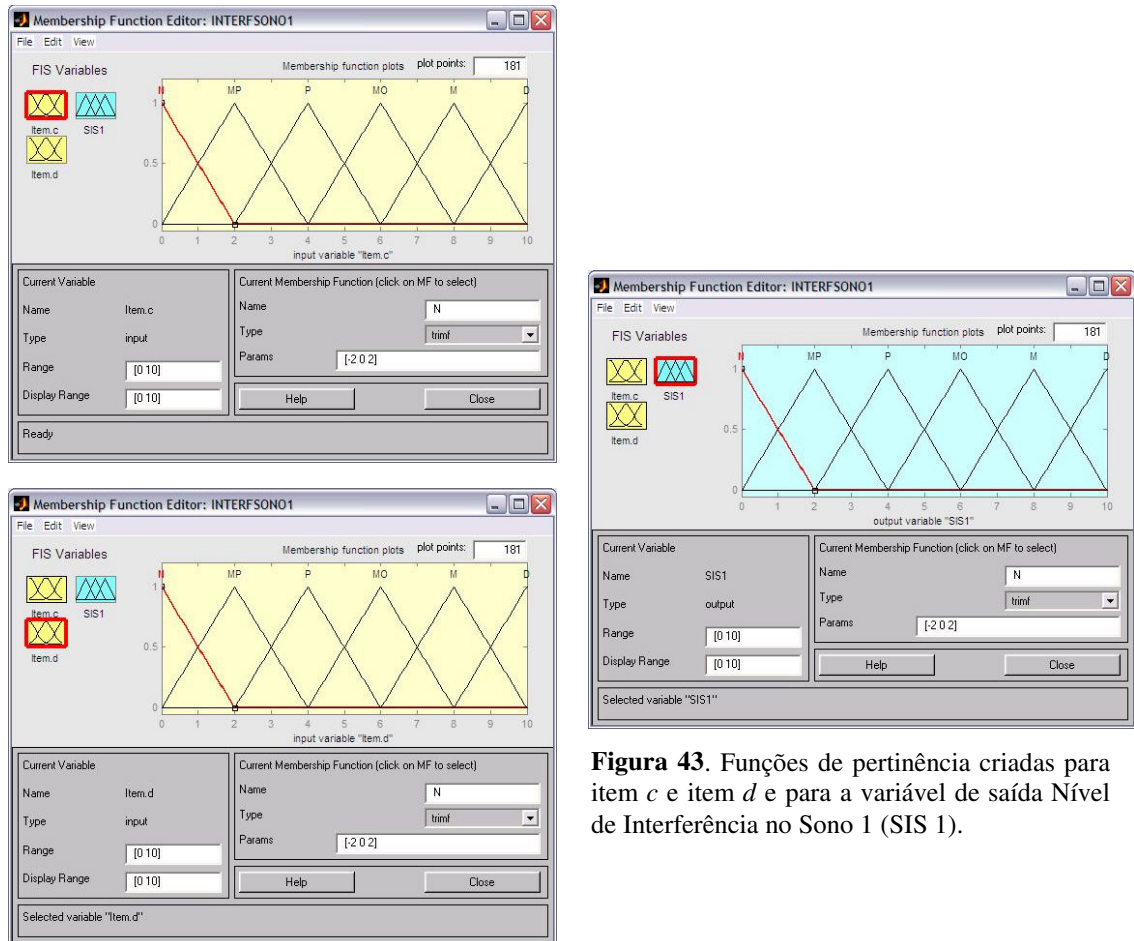 Membership Function Editor: INTERFSONO1
File Edit View
FIS Variables
Membership function plots plot points: 181
N MP P MO M D
1
0.5
0
Item.c SIS1
Item.d
0 1 2 3 4 5 6 7 8 9 10
input variable "Item.c"
Current Variable
Name Item.c
Type input
Range [0 10]
Display Range [0 10]
Current Membership Function (click on MF to select)
Name N
Type trimf
Params [-2 0 2]
Help Close
Ready
Membership Function Editor: INTERFSONO1
File Edit View
FIS Variables
Membership function plots plot points: 181
N MP P MO M D
1
0.5
0
Item.c SIS1
Item.d
0 1 2 3 4 5 6 7 8 9 10
input variable "Item.d"
Current Variable
Name Item.d
Type input
Range [0 10]
Display Range [0 10]
Current Membership Function (click on MF to select)
Name N
Type trimf
Params [-2 0 2]
Help Close
Selected variable "Item.d"
Membership Function Editor: INTERFSONO1
File Edit View
FIS Variables
Membership function plots plot points: 181
N MP P MO M D
1
0.5
0
Item.c SIS1
Item.d
0 1 2 3 4 5 6 7 8 9 10
output variable "SIS1"
Current Variable
Name SIS1
Type output
Range [0 10]
Display Range [0 10]
Current Membership Function (click on MF to select)
Name N
Type trimf
Params [-2 0 2]
Help Close
Selected variable "SIS1"
Figura 43. Funções de pertinência criadas para
item c e item d e para a variável de saída Nível
de Interferência no Sono 1 (SIS 1).